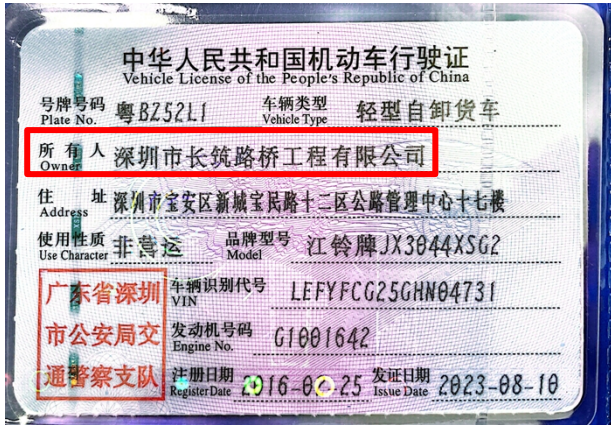 中华人民共和国机动车行驶证
Vehicle License of the People's Republic of China
号牌号码 Plate No. 粤BZ52L1 车辆类型 Vehicle Type 轻型自卸货车
所有人 Owner 深圳市长筑路桥工程有限公司
住址 Address 深圳市宝安区新城宝民路十二区公路管理中心十七楼
使用性质 Use Character 非营运 品牌型号 Model 江铃牌JX3044XSG2
广东省深圳
市公安局交
通警察支队
车辆识别代号 VIN LEFYFCG25GHN04731
发动机号码 Engine No. G1001642
注册日期 Register Date 2016-0 -25 发证日期 Issue Date 2023-08-10